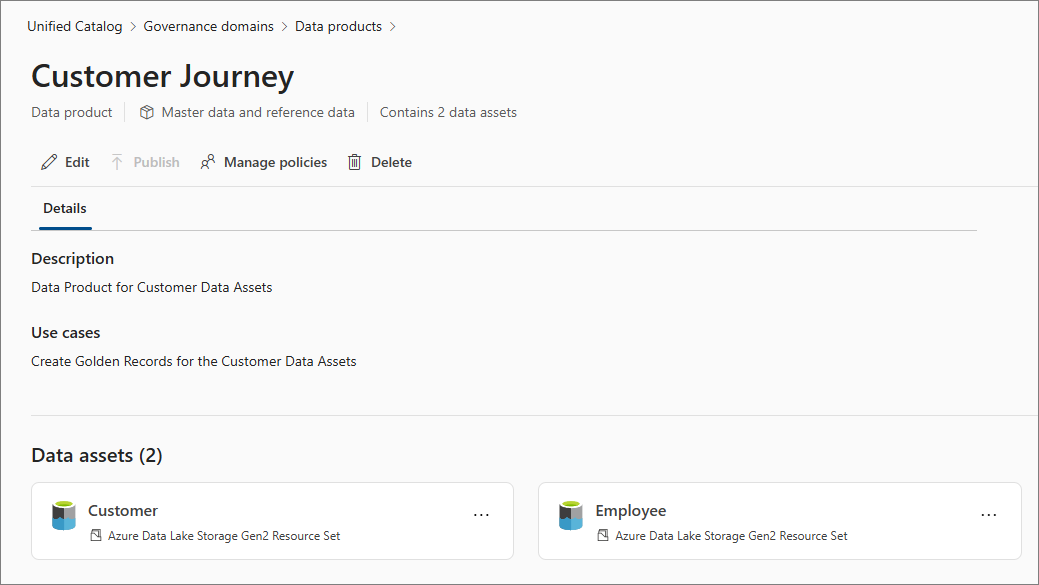 Unified Catalog > Governance domains > Data products >
Customer Journey
Data product Master data and reference data Contains 2 data assets
Edit Publish Manage policies Delete
Details
Description
Data Product for Customer Data Assets
Use cases
Create Golden Records for the Customer Data Assets
Data assets (2)
Customer ... Employee ...
Azure Data Lake Storage Gen2 Resource Set Azure Data Lake Storage Gen2 Resource Set